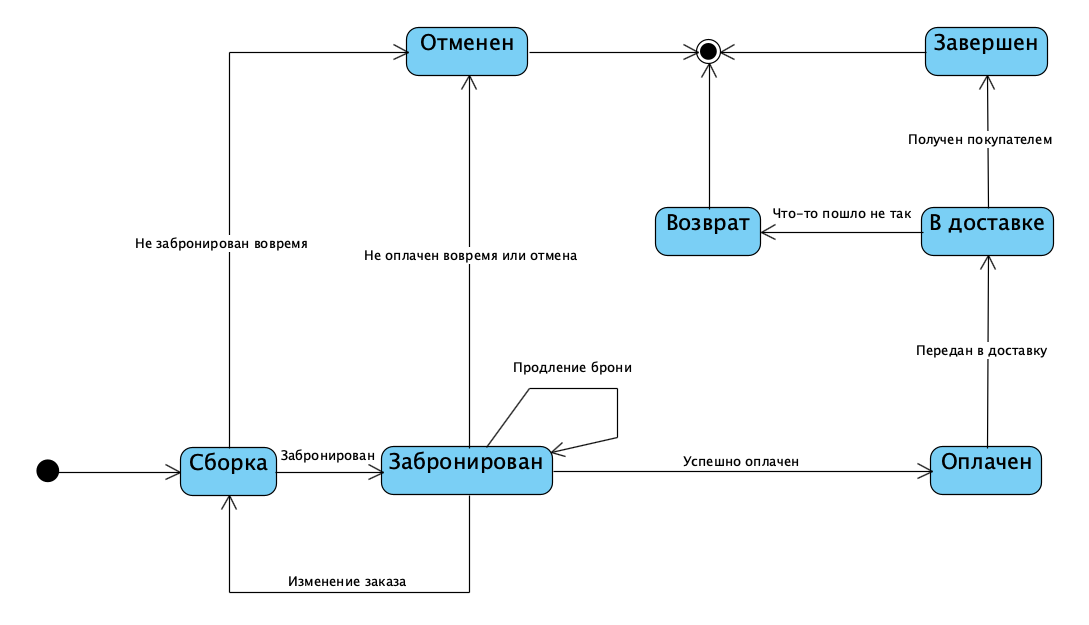 Отменен
Завершен
Получен покупателем
Возврат
Что-то пошло не так
В доставке
Не забронирован вовремя
Не оплачен вовремя или отмена
Передан в доставку
Продление брони
Сборка
Забронирован
Забронирован
Успешно оплачен
Оплачен
Изменение заказа